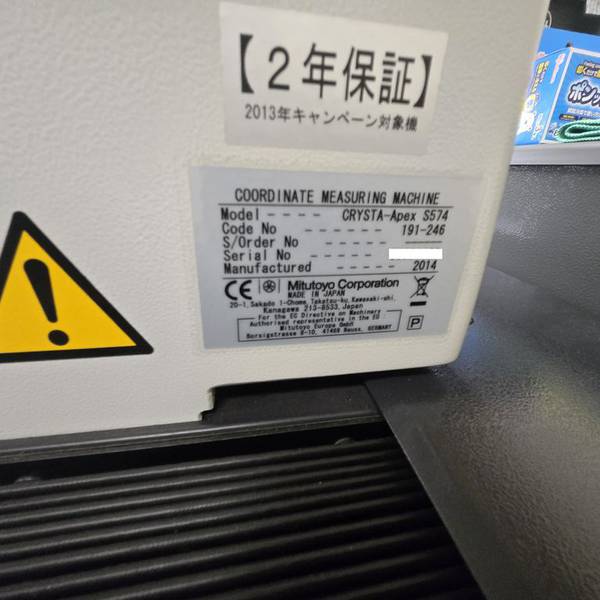 【2年保証】
2013年キャンペーン対象機
COORDINATE MEASURING MACHINE
Model ---- CRYSTA-Apex S574
Code No ----- 191-246
S/Order No -----
Serial No -----
Manufactured ----- 2014
CE Mitutoyo Corporation
MADE IN JAPAN
20-1, Sakado 1-Chome, Takatsu-ku, Kawasaki-shi,
Kanagawa 213-8533, Japan
For the EC Directive on Machinery
Authorised representative in the EC
Mitutoyo Europe GmbH
Borsigstrasse 8-10, 41469 Neuss, GERMANY
P